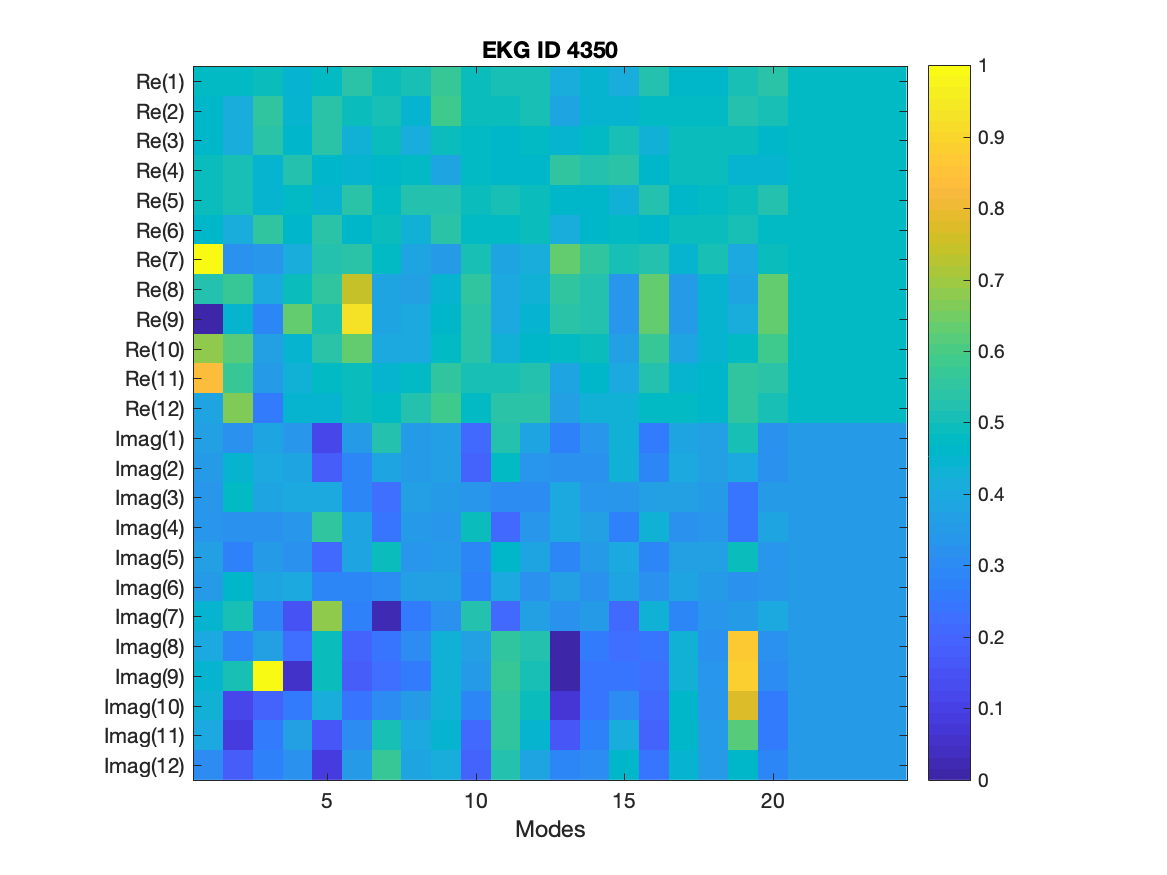 EKG ID 4350
Re(1)
Re(2)
Re(3)
Re(4)
Re(5)
Re(6)
Re(7)
Re(8)
Re(9)
Re(10)
Re(11)
Re(12)
Imag(1)
Imag(2)
Imag(3)
Imag(4)
Imag(5)
Imag(6)
Imag(7)
Imag(8)
Imag(9)
Imag(10)
Imag(11)
Imag(12)
5 10 15 20
Modes
1
0.9
0.8
0.7
0.6
0.5
0.4
0.3
0.2
0.1
0